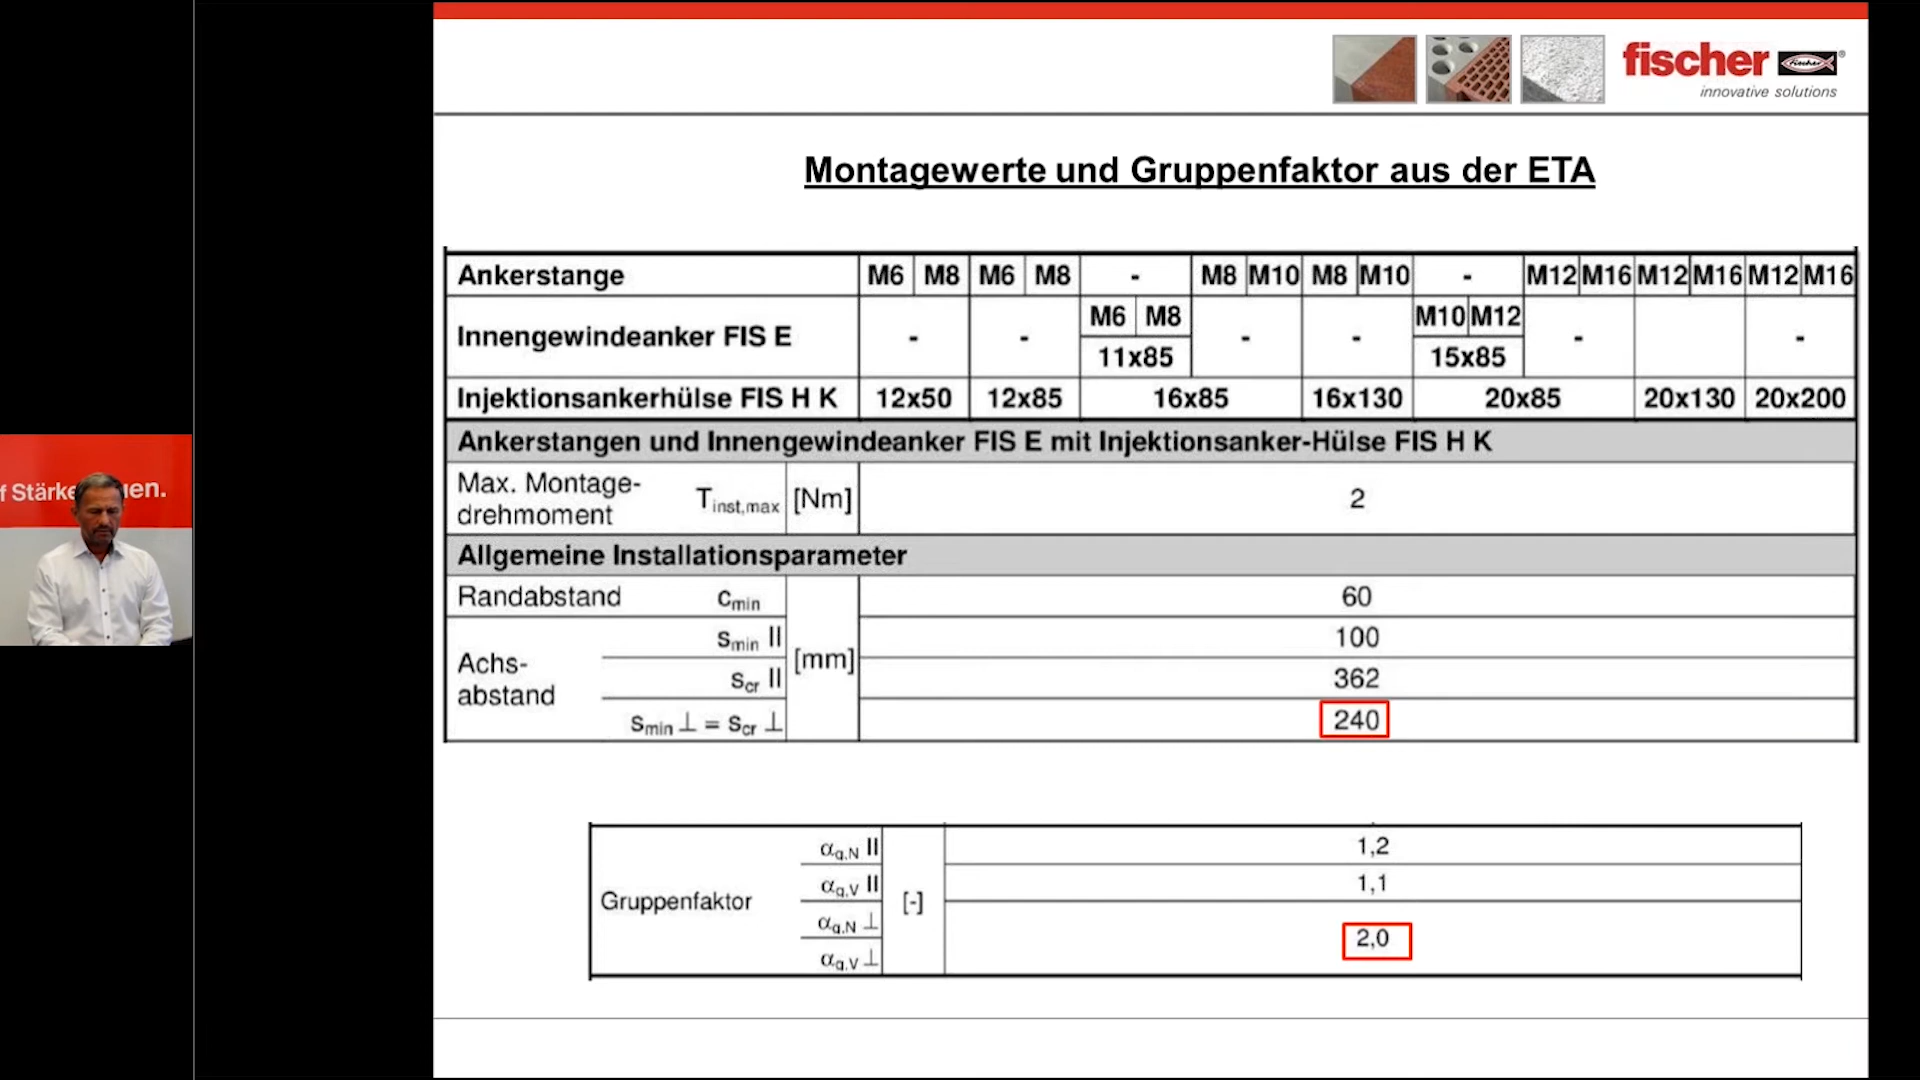 fischer
innovative solutions
Montagewerte und Gruppenfaktor aus der ETA
Ankerstange M6 M8 M6 M8 - M8 M10 M8 M10 - M12 M16 M12 M16 M12 M16
Innengewindeanker FIS E - - M6 M8 - - M10 M12 - -
11x85 15x85
Injektionsankerhülse FIS H K 12x50 12x85 16x85 16x130 20x85 20x130 20x200
Ankerstangen und Innengewindeanker FIS E mit Injektionsanker-Hülse FIS H K
Max. Montage-
drehmoment Tinst,max [Nm] 2
Allgemeine Installationsparameter
Randabstand cmin 60
Achs-
abstand smin II [mm] 100
scr II 362
smin ⊥ = scr ⊥ 240
Gruppenfaktor αg,N II [-] 1,2
αg,V II 1,1
αg,N ⊥ 2,0
αg,V ⊥
f Stärke en.